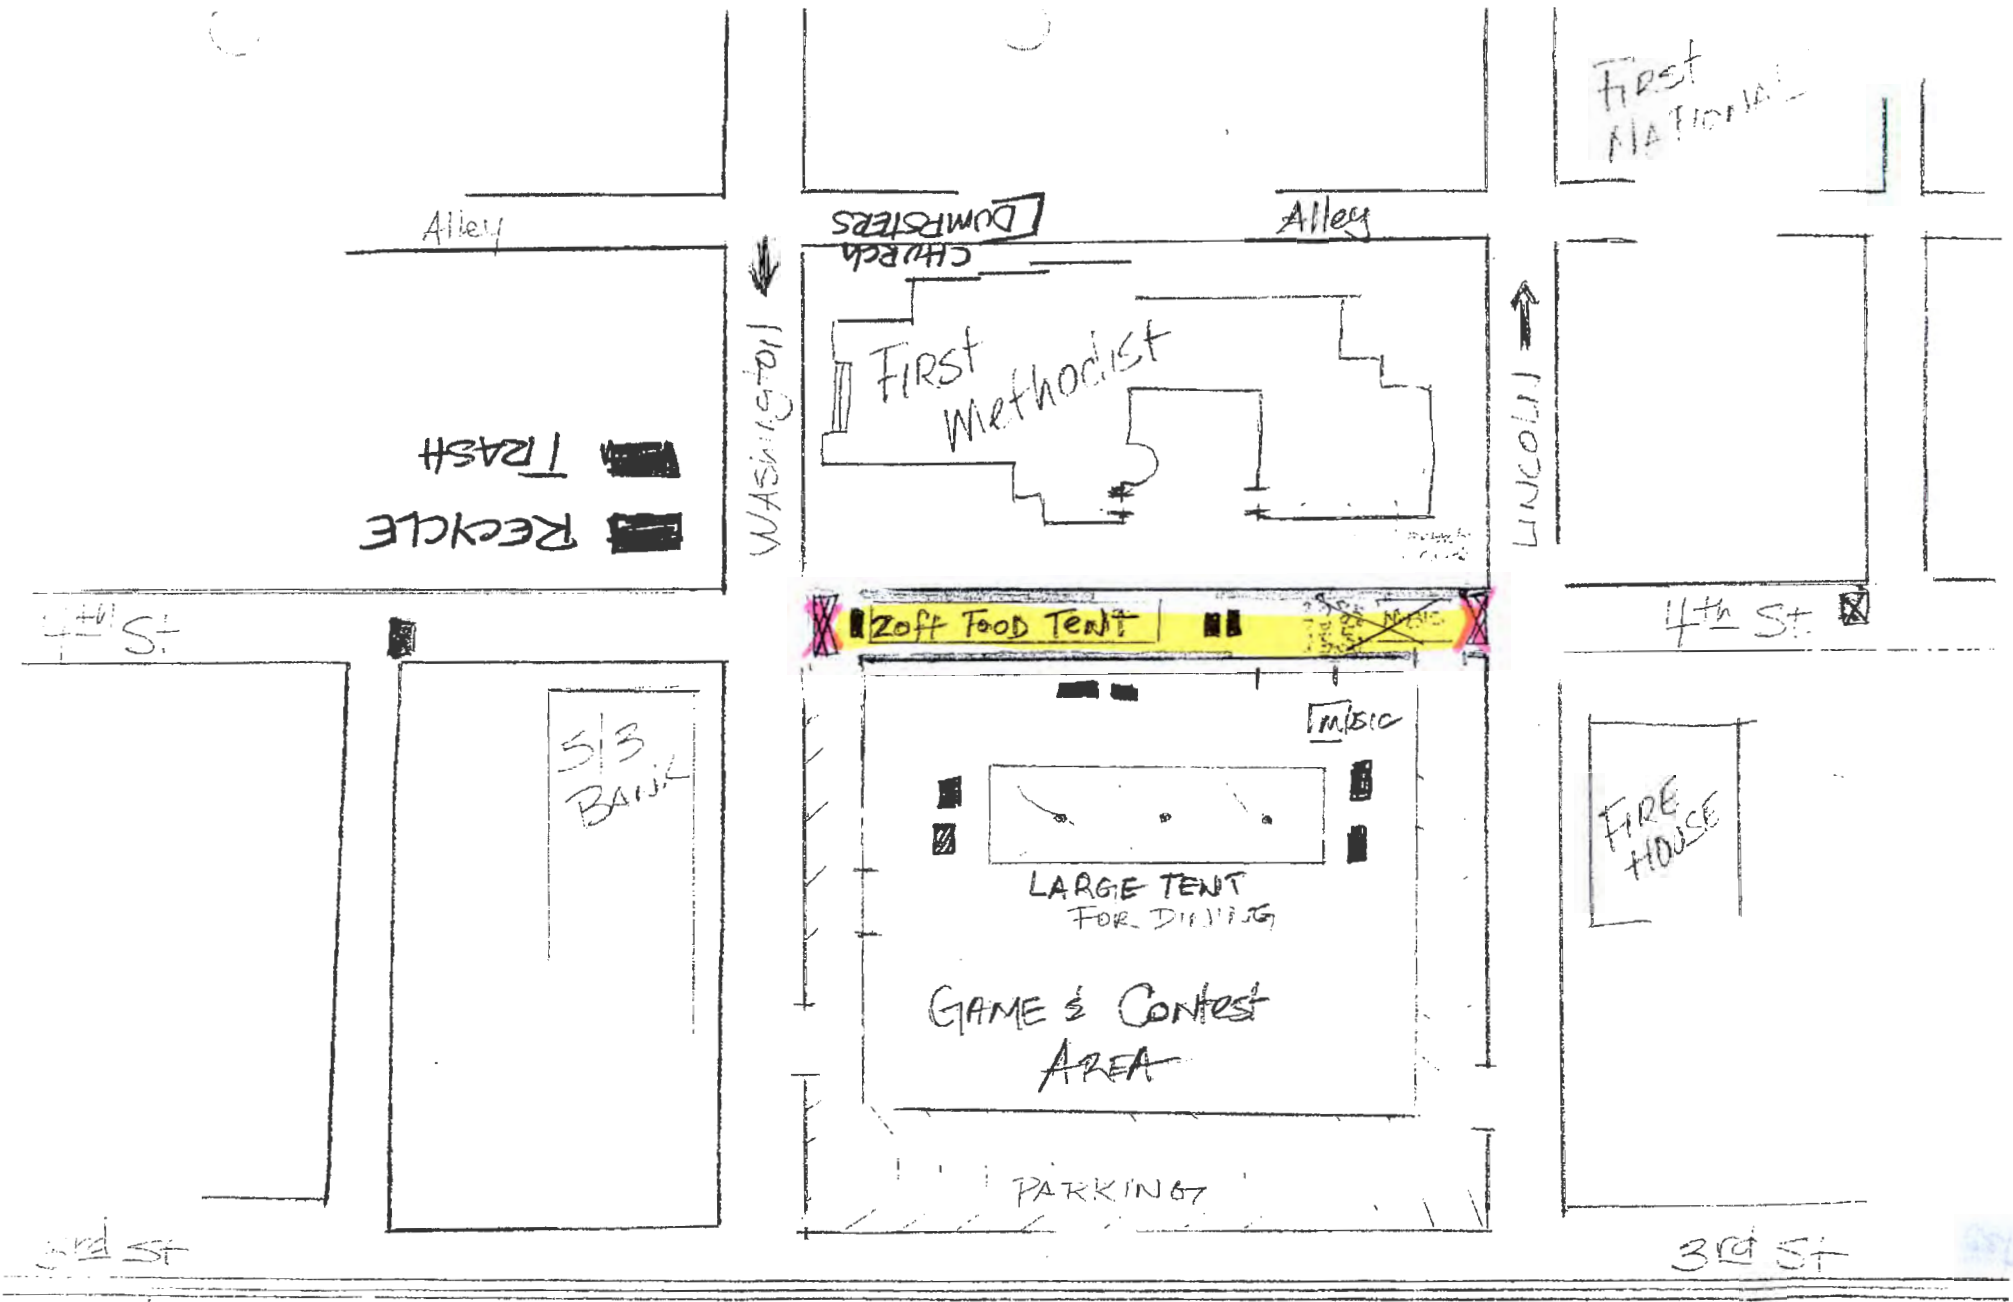 First
National
Alley
DUMPSTERS
CHURCH
Alley
Washington
First
Methodist
LINCOLN
TRASH
RECYCLE
4th St
20ft Food Tent
MUSIC
4th St.
MUSIC
5/3
BANK
FIRE
HOUSE
LARGE TENT
FOR DINING
GAME & Contest
AREA
PARKING
3rd St
3rd St